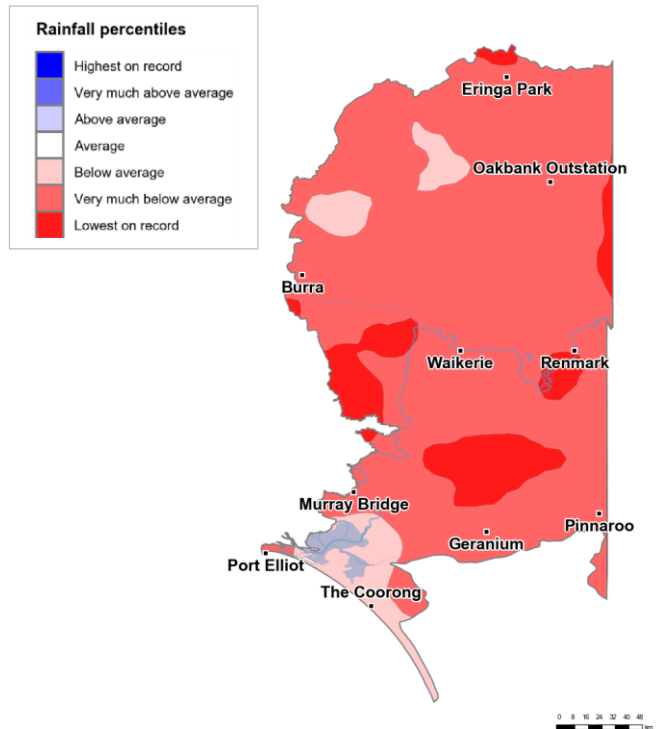 Rainfall percentiles
Highest on record
Very much above average
Above average
Average
Below average
Very much below average
Lowest on record
Eringa Park
Oakbank Outstation
Burra
Waikerie
Renmark
Murray Bridge
Pinnaroo
Geranium
Port Elliot
The Coorong
0 8 16 24 32 40 48
km